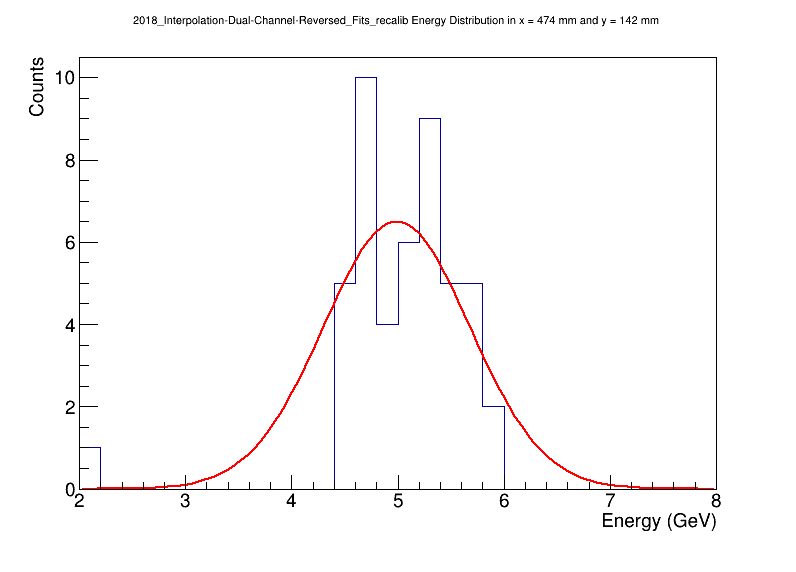 2018_Interpolation-Dual-Channel-Reversed_Fits_recalib Energy Distribution in x = 474 mm and y = 142 mm
Counts
10
8
6
4
2
0
2 3 4 5 6 7 8
Energy (GeV)